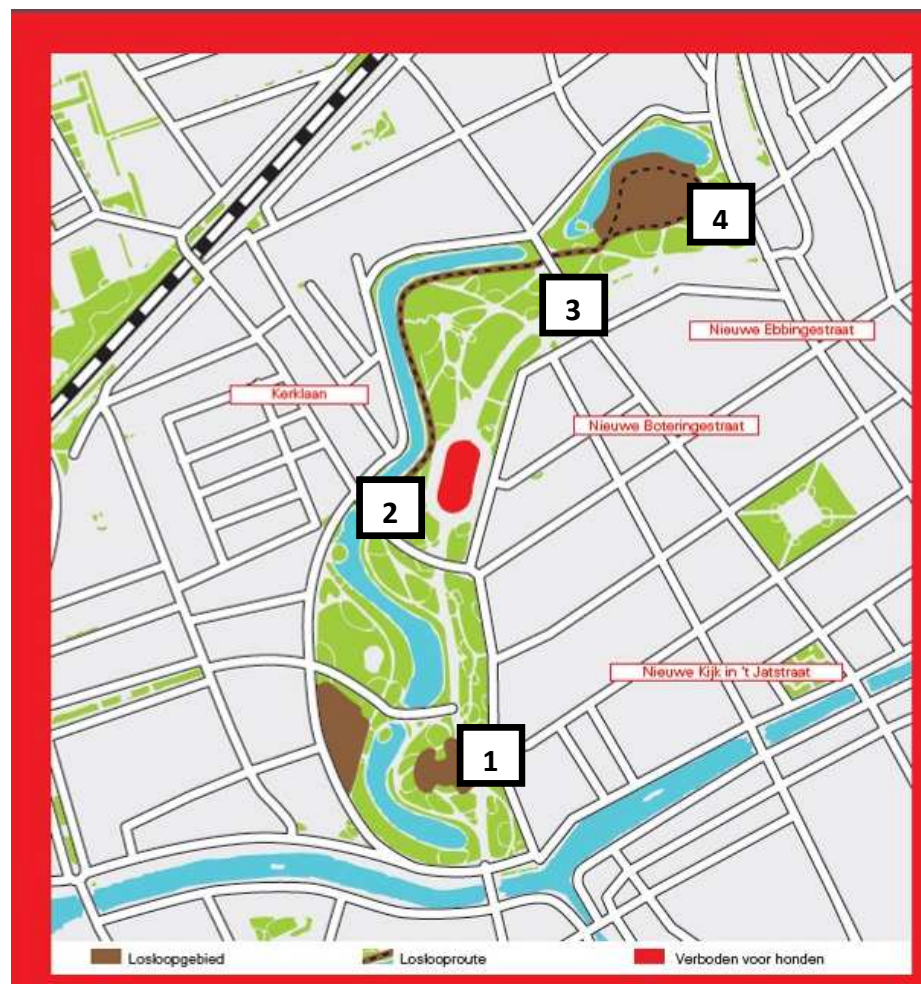 4
3
Nieuwe Ebbingestraat
Kerklaan
Nieuwe Boteringestraat
2
Nieuwe Kijk in 't Jatstraat
1
Losloopgebied
Loslooproute
Verboden voor honden